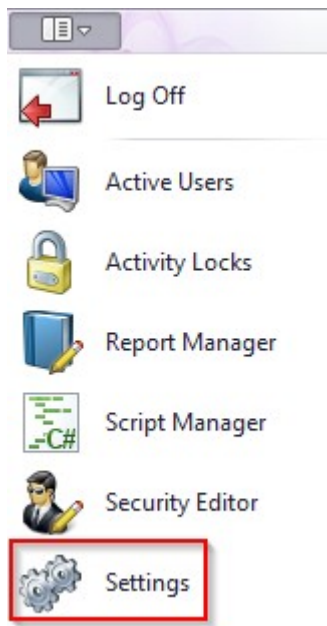 Log Off
Active Users
Activity Locks
Report Manager
C#
Script Manager
Security Editor
Settings